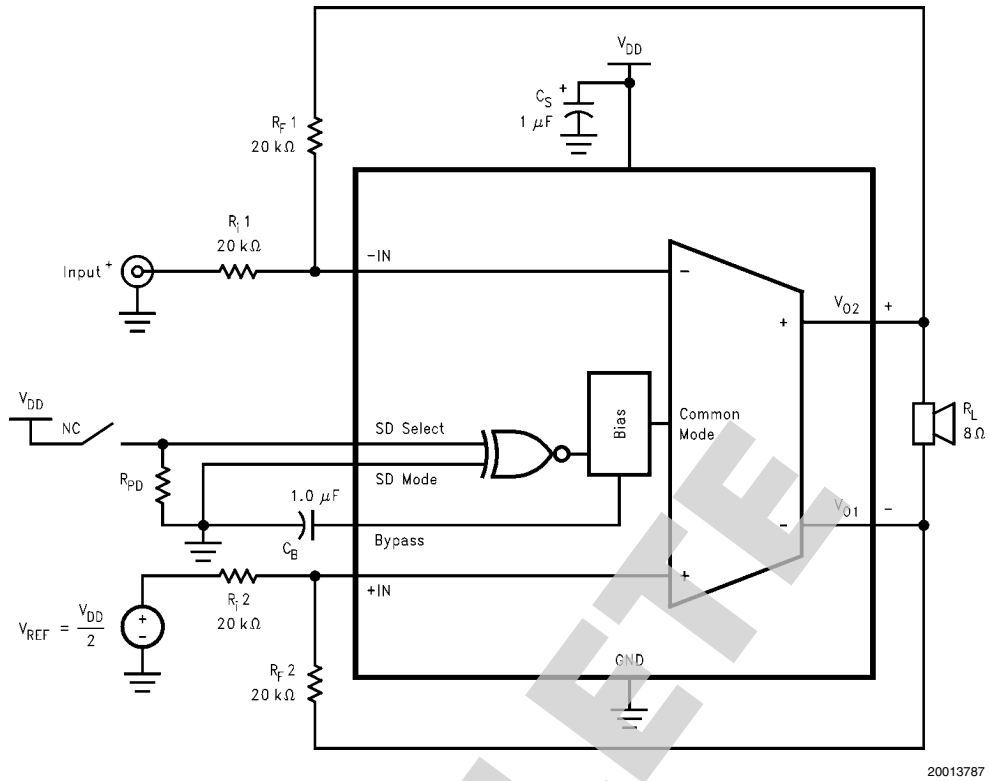 V_DD
C_S +
1 μF
R_F 1
20 kΩ
R_i 1
20 kΩ
Input +
-IN
-
+
V_O2 +
V_DD
NC
SD Select
SD Mode
R_PD
1.0 μF
C_B
Bypass
Bias
Common
Mode
R_L
8 Ω
-
V_O1 -
+IN
+
R_i 2
20 kΩ
V_REF = V_DD/2
+
-
R_F 2
20 kΩ
GND
ETE
20013787